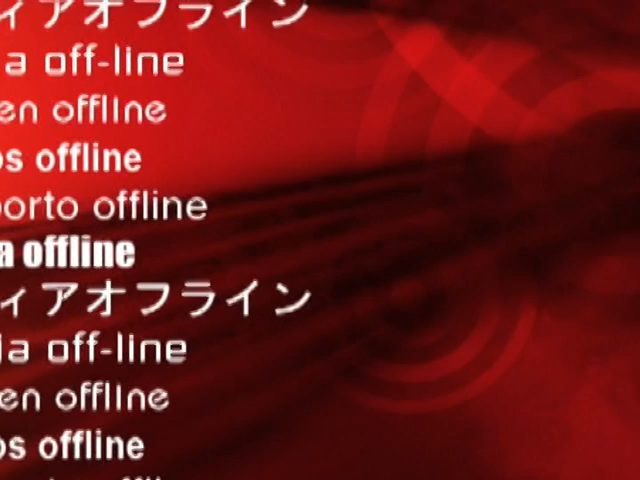 ィアオフライン
a off-line
en offline
os offline
porto offline
a offline
ィアオフライン
ia off-line
en offline
os offline